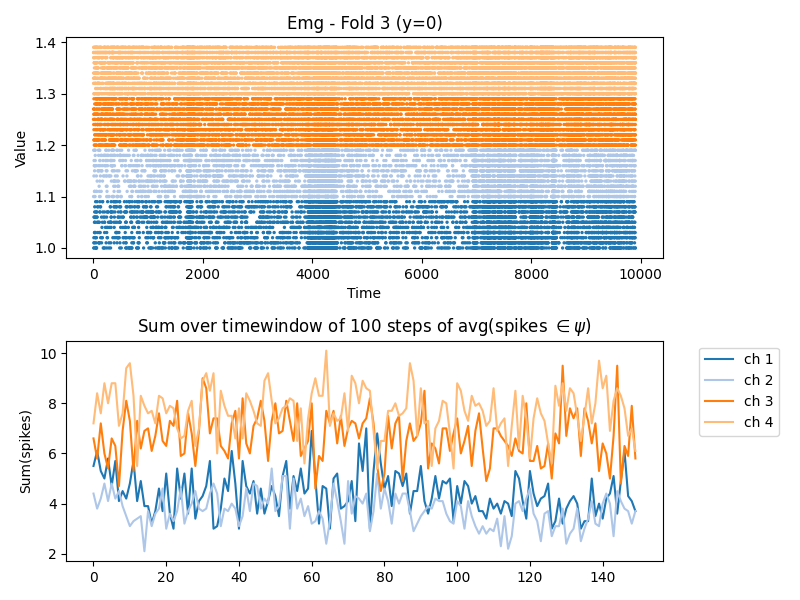 Emg - Fold 3 (y=0)
1.4
1.3
1.2
1.1
1.0
Value
0 2000 4000 6000 8000 10000
Time
Sum over timewindow of 100 steps of avg(spikes ∈ψ)
10
8
6
4
2
Sum(spikes)
0 20 40 60 80 100 120 140
ch 1
ch 2
ch 3
ch 4